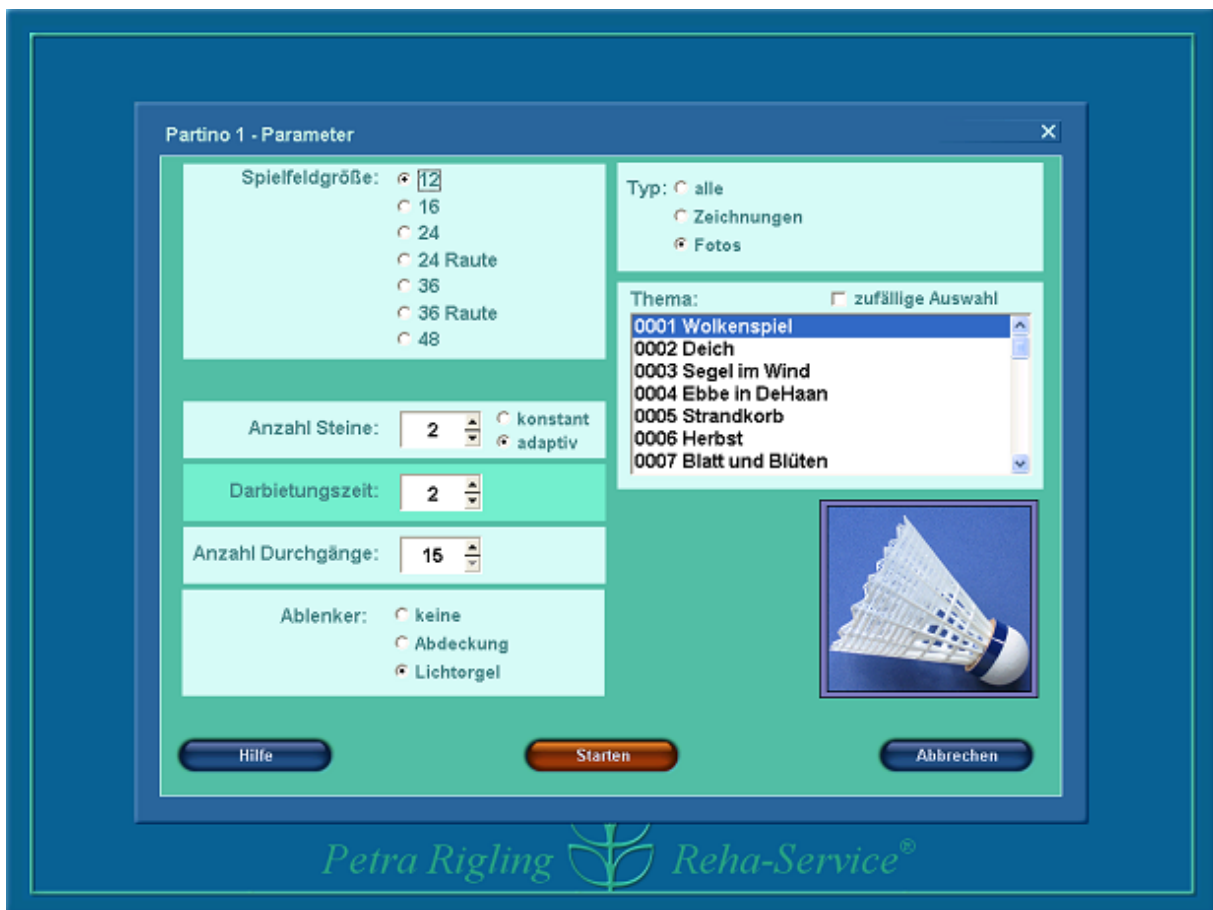 Partino 1 - Parameter
Spielfeldgröße:
12
16
24
24 Raute
36
36 Raute
48
Anzahl Steine:
2
konstant
adaptiv
Darbietungszeit:
2
Anzahl Durchgänge:
15
Ablenker:
keine
Abdeckung
Lichtorgel
Typ:
alle
Zeichnungen
Fotos
Thema:
zufällige Auswahl
0001 Wolkenspiel
0002 Deich
0003 Segel im Wind
0004 Ebbe in DeHaan
0005 Strandkorb
0006 Herbst
0007 Blatt und Blüten
Hilfe
Starten
Abbrechen
Petra Rigling Reha-Service®